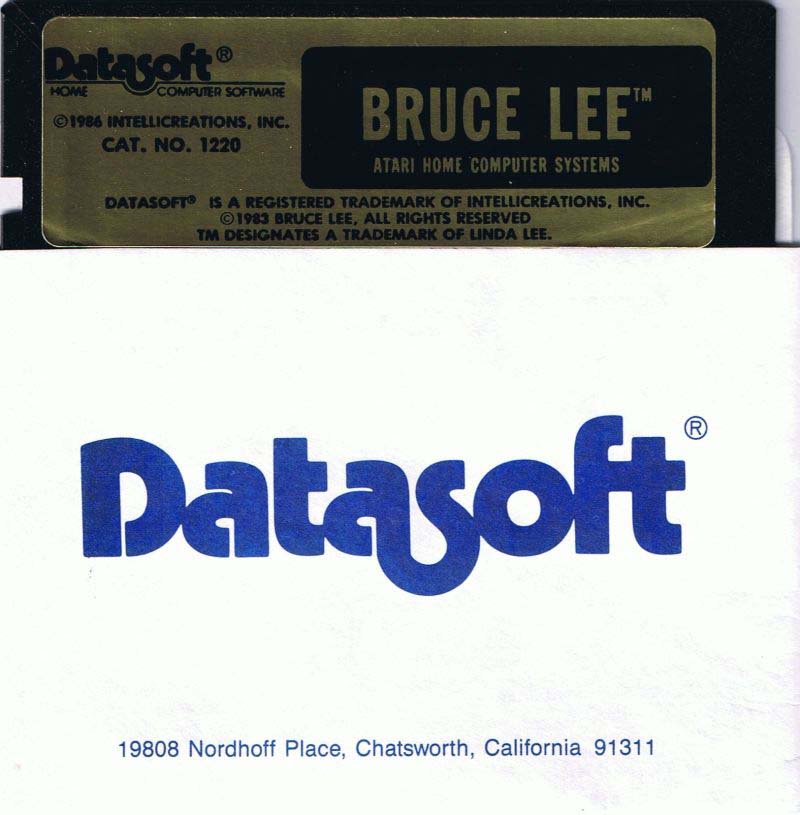 Datasoft®
HOME COMPUTER SOFTWARE
©1986 INTELLICREATIONS, INC.
CAT. NO. 1220
BRUCE LEE™
ATARI HOME COMPUTER SYSTEMS
DATASOFT® IS A REGISTERED TRADEMARK OF INTELLICREATIONS, INC.
©1983 BRUCE LEE, ALL RIGHTS RESERVED
TM DESIGNATES A TRADEMARK OF LINDA LEE.
Datasoft®
19808 Nordhoff Place, Chatsworth, California 91311